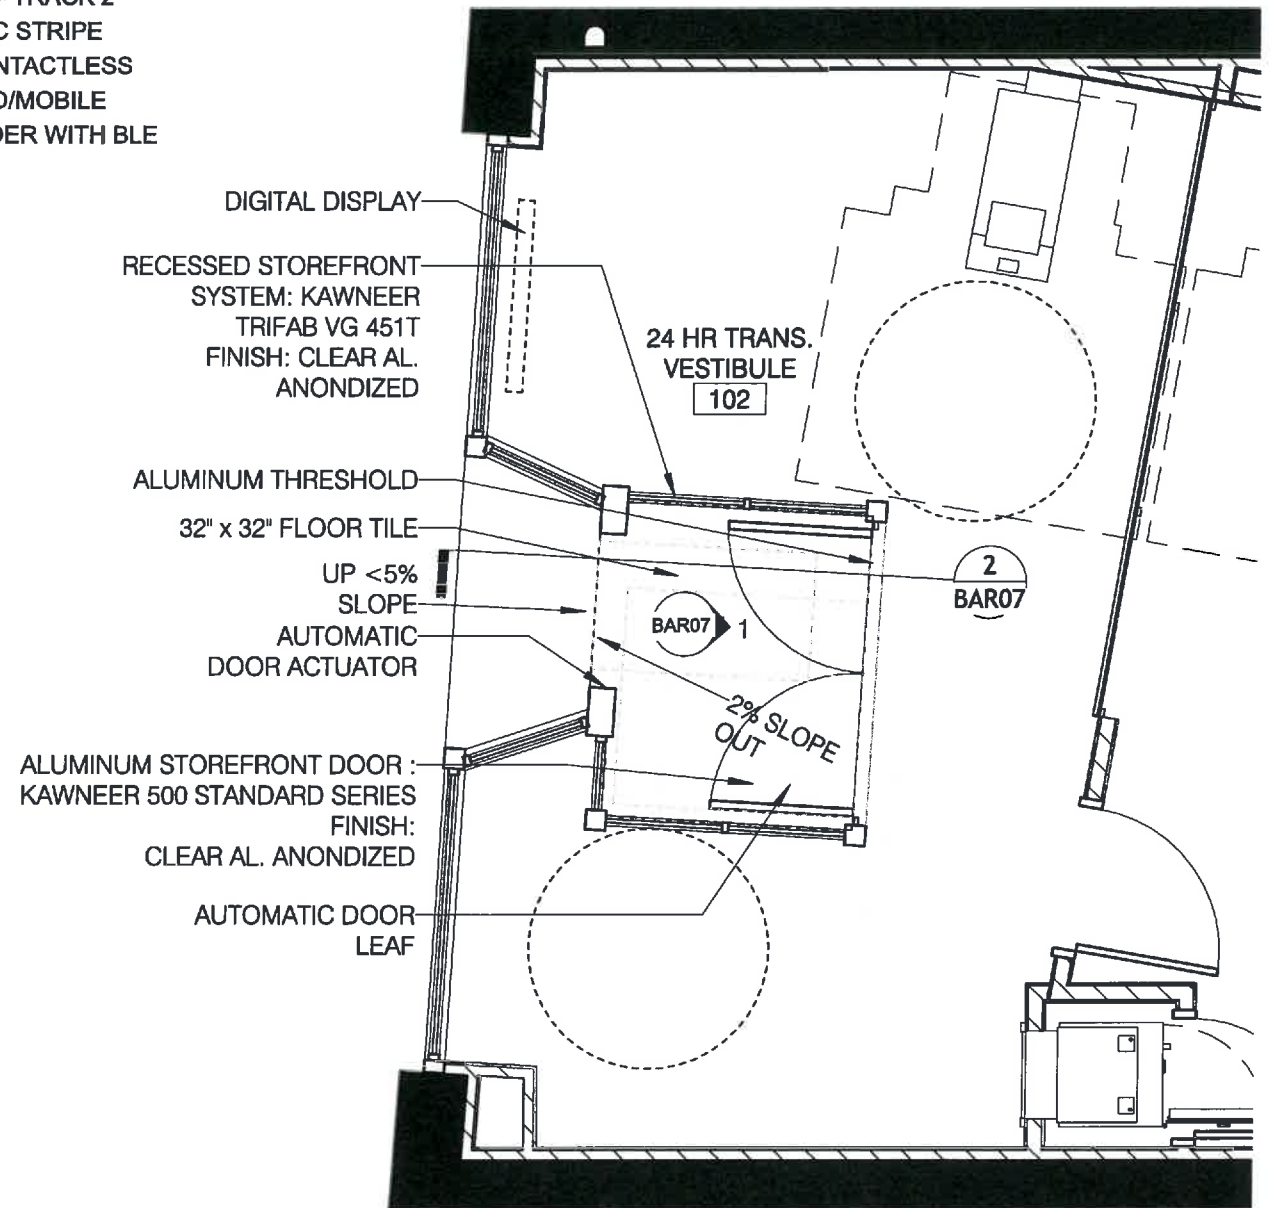 TRACK 2
C STRIPE
NTACTLESS
D/MOBILE
DER WITH BLE
DIGITAL DISPLAY
RECESSED STOREFRONT
SYSTEM: KAWNEER
TRIFAB VG 451T
FINISH: CLEAR AL.
ANONDIZED
24 HR TRANS.
VESTIBULE
102
ALUMINUM THRESHOLD
32" x 32" FLOOR TILE
UP <5%
SLOPE
AUTOMATIC
DOOR ACTUATOR
2
BAR07
BAR07 1
2% SLOPE
OUT
ALUMINUM STOREFRONT DOOR :
KAWNEER 500 STANDARD SERIES
FINISH:
CLEAR AL. ANONDIZED
AUTOMATIC DOOR
LEAF